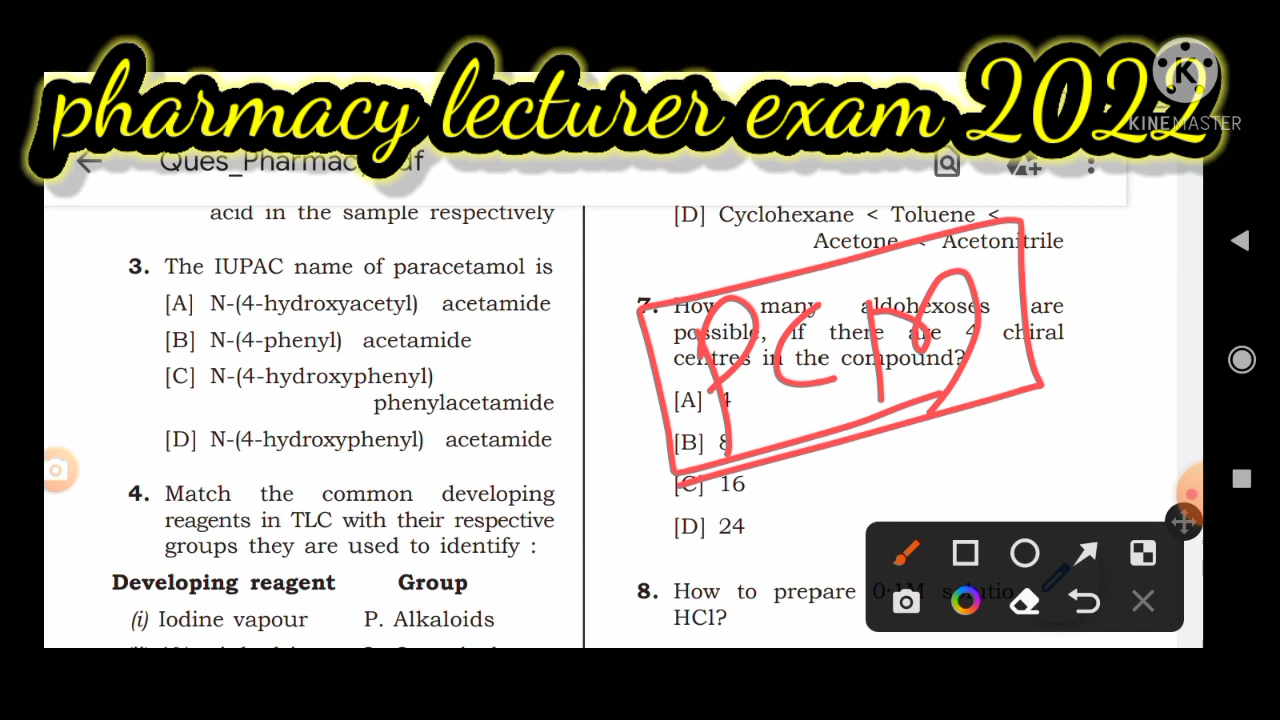 pharmacy lecturer exam 2022
KINEMASTER
Ques_Pharmac df
acid in the sample respectively
3. The IUPAC name of paracetamol is
[A] N-(4-hydroxyacetyl) acetamide
[B] N-(4-phenyl) acetamide
[C] N-(4-hydroxyphenyl)
phenylacetamide
[D] N-(4-hydroxyphenyl) acetamide
4. Match the common developing
reagents in TLC with their respective
groups they are used to identify :
Developing reagent Group
(i) Iodine vapour P. Alkaloids
[D] Cyclohexane < Toluene <
Acetone < Acetonitrile
7. How many aldohexoses are
possible, if there are 4 chiral
centres in the compound?
[A] 4
[B] 8
[C] 16
[D] 24
PCM
8. How to prepare 0·1M solutio
HCl?